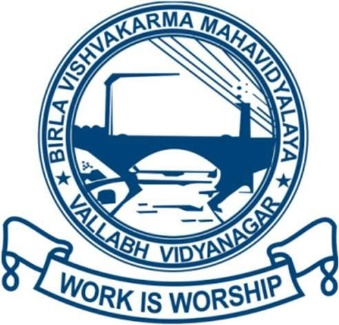 BIRLA VISHVAKARMA MAHAVIDYALAYA
VALLABH VIDYANAGAR
WORK IS WORSHIP